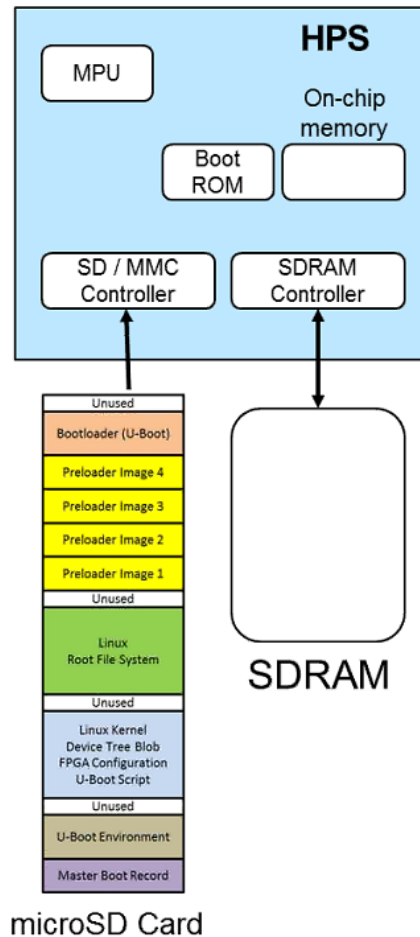 HPS
MPU
On-chip
memory
Boot
ROM
SD / MMC
Controller
SDRAM
Controller
Unused
Bootloader (U-Boot)
Preloader Image 4
Preloader Image 3
Preloader Image 2
Preloader Image 1
Unused
Linux
Root File System
Unused
Linux Kernel
Device Tree Blob
FPGA Configuration
U-Boot Script
Unused
U-Boot Environment
Master Boot Record
SDRAM
microSD Card